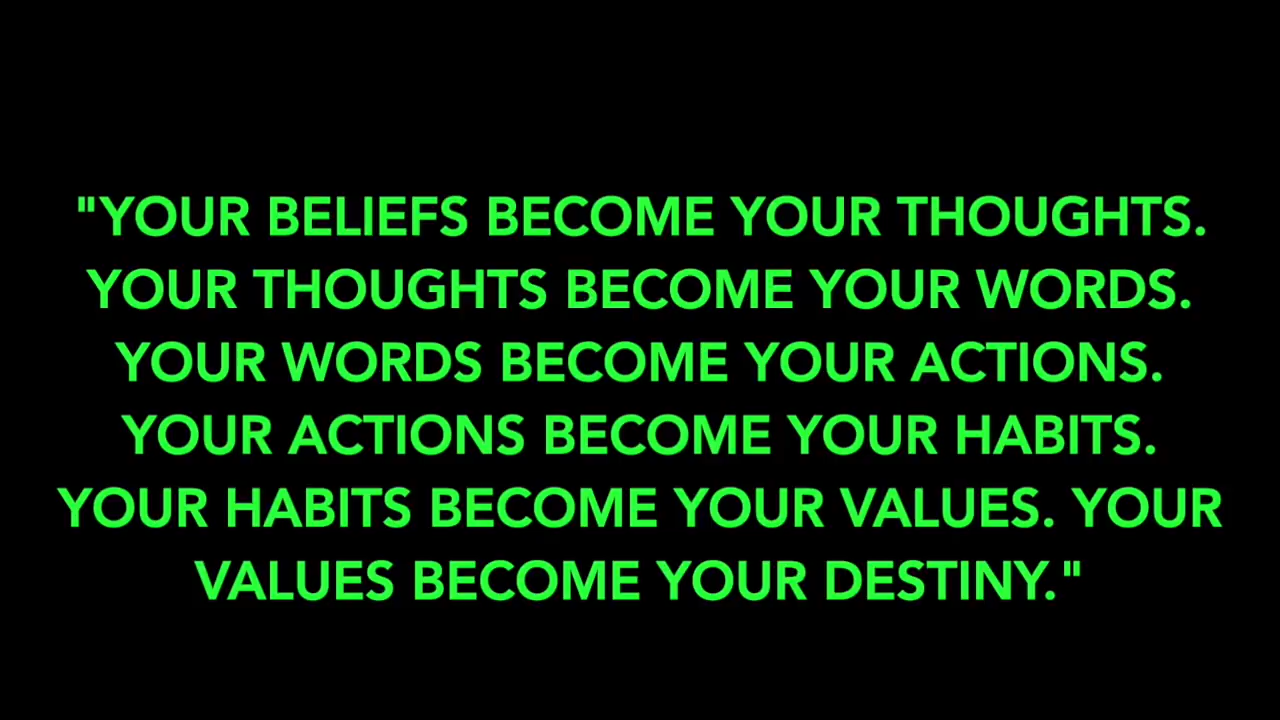 "YOUR BELIEFS BECOME YOUR THOUGHTS.
YOUR THOUGHTS BECOME YOUR WORDS.
YOUR WORDS BECOME YOUR ACTIONS.
YOUR ACTIONS BECOME YOUR HABITS.
YOUR HABITS BECOME YOUR VALUES. YOUR
VALUES BECOME YOUR DESTINY."